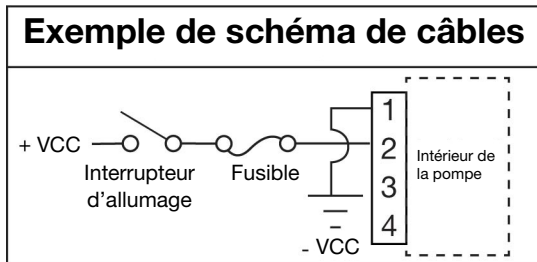 Exemple de schéma de câbles
+ VCC
Interrupteur
d'allumage
Fusible
- VCC
1
2
3
4
Intérieur de
la pompe